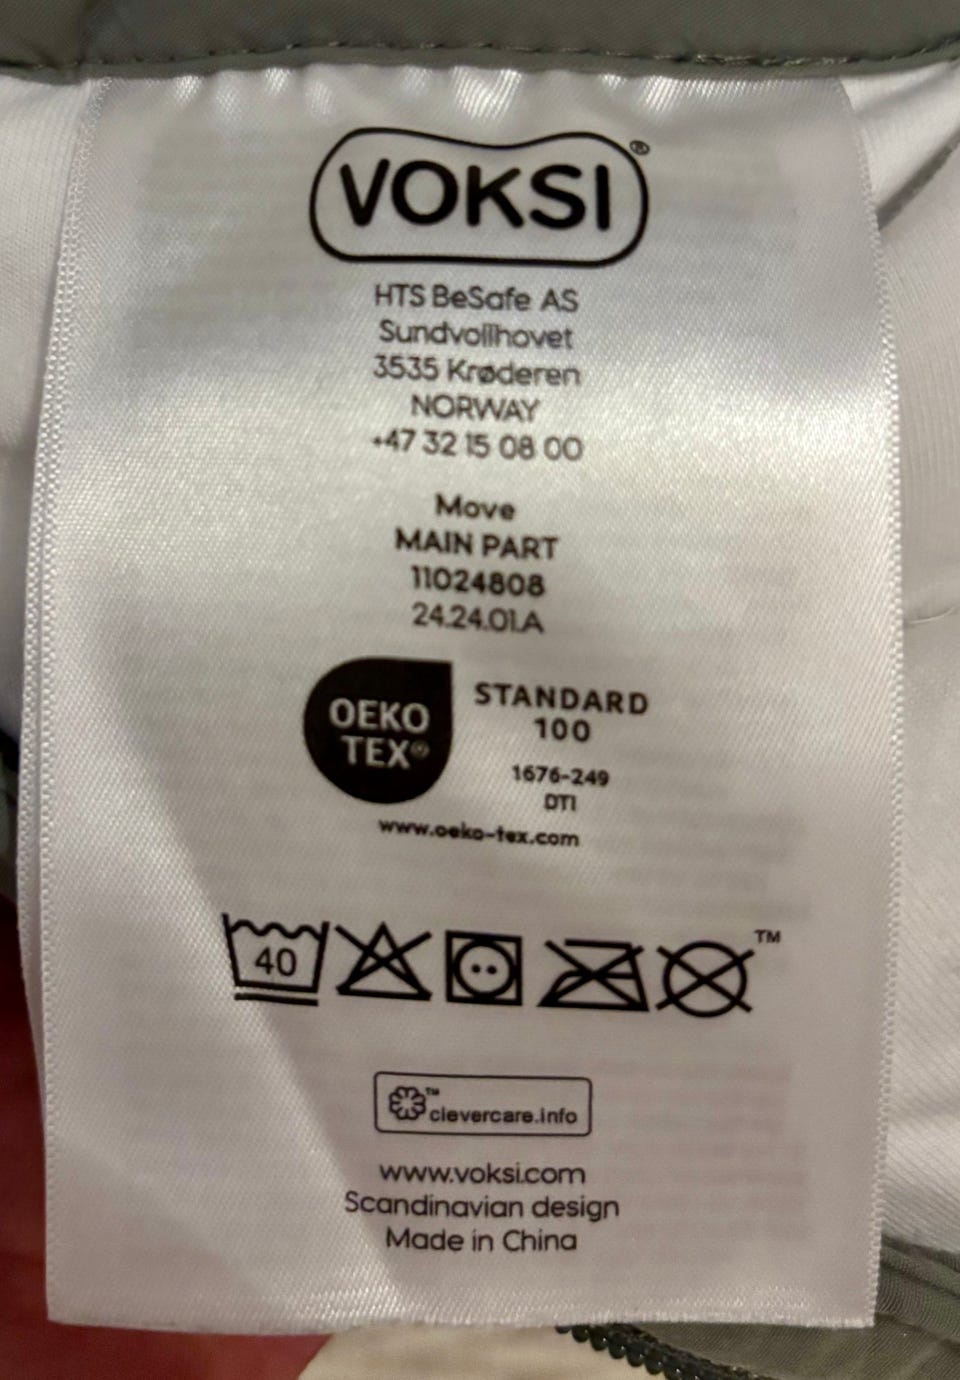 VOKSI®
HTS BeSafe AS
Sundvollhovet
3535 Krøderen
NORWAY
+47 32 15 08 00
Move
MAIN PART
11024808
24.24.01.A
OEKO
TEX®
STANDARD
100
1676-249
DTI
www.oeko-tex.com
40
TM
TM
clevercare.info
www.voksi.com
Scandinavian design
Made in China